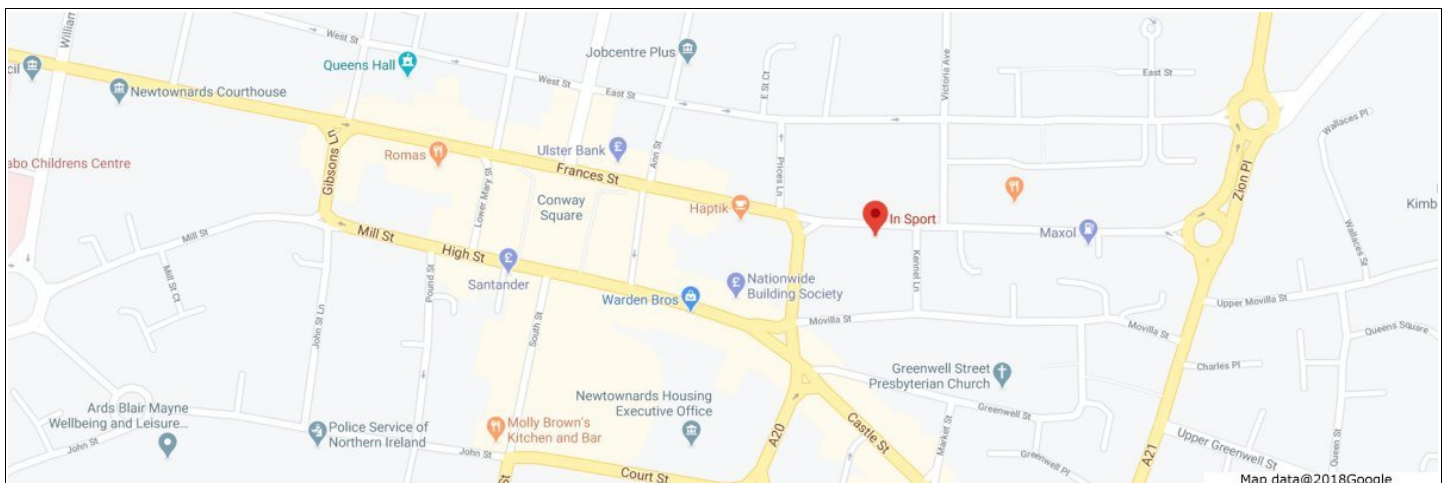 William
West St
Jobcentre Plus
Queens Hall
West St
East St
E St Ct
Victoria Ave
East St
cil
Newtownards Courthouse
Wallaces Pl
abo Childrens Centre
Gibsons Ln
Romas
Ulster Bank
Ann St
Frances St
Prices Ln
Zion Pl
Lower Mary St
Conway
Square
Haptik
In Sport
Maxol
Kimb
Mill St
Mill St
High St
Kennel Ln
Wallaces St
Mill St Ct
Pound St
Santander
Nationwide
Building Society
Warden Bros
Upper Movilla St
John St Ln
South St
Movilla St
Movilla St
Queens Square
Charles Pl
Greenwell Street
Presbyterian Church
Newtownards Housing
Executive Office
Ards Blair Mayne
Wellbeing and Leisure...
Police Service of
Northern Ireland
Molly Brown's
Kitchen and Bar
Castle St
Market St
Greenwell St
Queen St
John St
John St
A20
Upper Greenwell St
Greenwell Pl
A21
St
Court St
Map data@2018Google